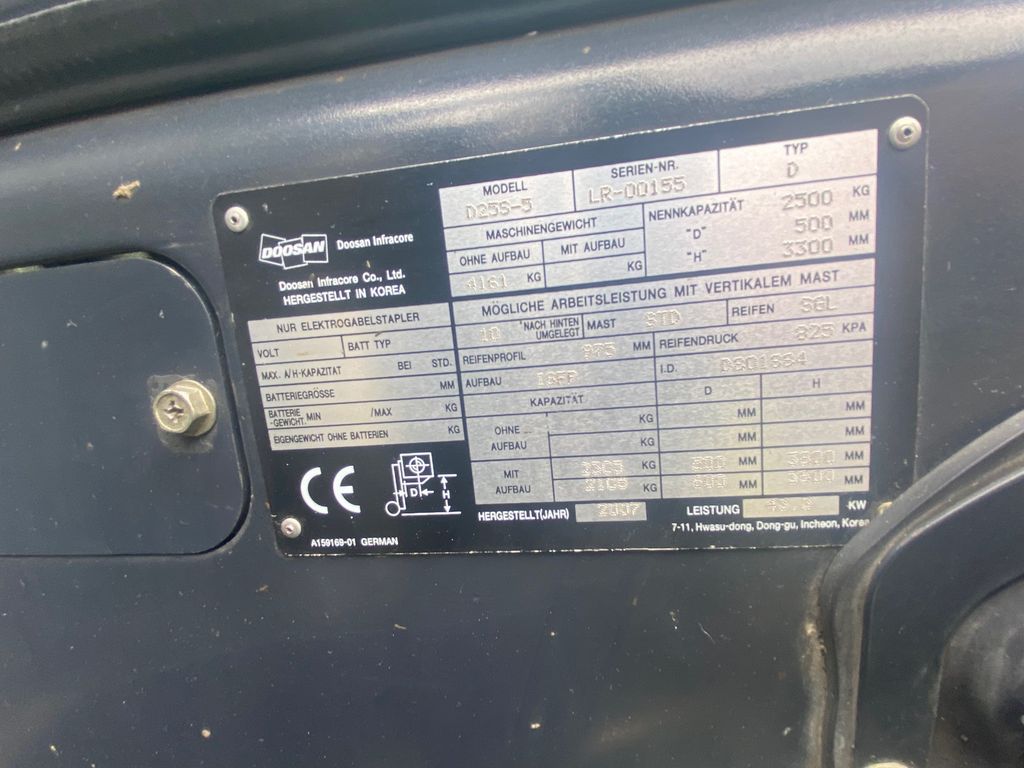 DOOSAN Doosan Infracore
Doosan Infracore Co., Ltd.
HERGESTELLT IN KOREA
MODELL SERIEN-NR. TYP
D25S-5 LR-00155 D
MASCHINENGEWICHT
OHNE AUFBAU MIT AUFBAU
4161 KG KG
NENNKAPAZITÄT 2500 KG
"D" 500 MM
"H" 3300 MM
NUR ELEKTROGABELSTAPLER
VOLT BATT TYP
MAX. A/H-KAPAZITAT BEI STD.
BATTERIEGRÖSSE MM
BATTERIE
-GEWICHT. MIN /MAX KG
EIGENGEWICHT OHNE BATTERIEN KG
MÖGLICHE ARBEITSLEISTUNG MIT VERTIKALEM MAST
10 °NACH HINTEN UMGELEGT MAST STD REIFEN SGL
REIFENPROFIL MM REIFENDRUCK 825 KPA
AUFBAU I.D.
KAPAZITÄT D H
OHNE AUFBAU KG MM MM
KG MM MM
MIT AUFBAU KG 600 MM MM
KG 600 MM MM
HERGESTELLT(JAHR) 2007 LEISTUNG KW
7-11, Hwasu-dong, Dong-gu, Incheon, Korea
CE D H
A159169-01 GERMAN